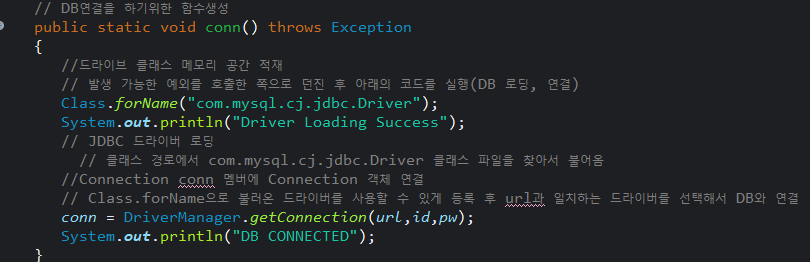 // DB연결을 하기위한 함수생성
public static void conn() throws Exception
{
//드라이브 클래스 메모리 공간 적재
// 발생 가능한 예외를 호출한 쪽으로 던진 후 아래의 코드를 실행(DB 로딩, 연결)
Class.forName("com.mysql.cj.jdbc.Driver");
System.out.println("Driver Loading Success");
// JDBC 드라이버 로딩
// 클래스 경로에서 com.mysql.cj.jdbc.Driver 클래스 파일을 찾아서 불어옴
//Connection conn 멤버에 Connection 객체 연결
// Class.forName으로 불러온 드라이버를 사용할 수 있게 등록 후 url과 일치하는 드라이버를 선택해서 DB와 연결
conn = DriverManager.getConnection(url,id,pw);
System.out.println("DB CONNECTED");
}